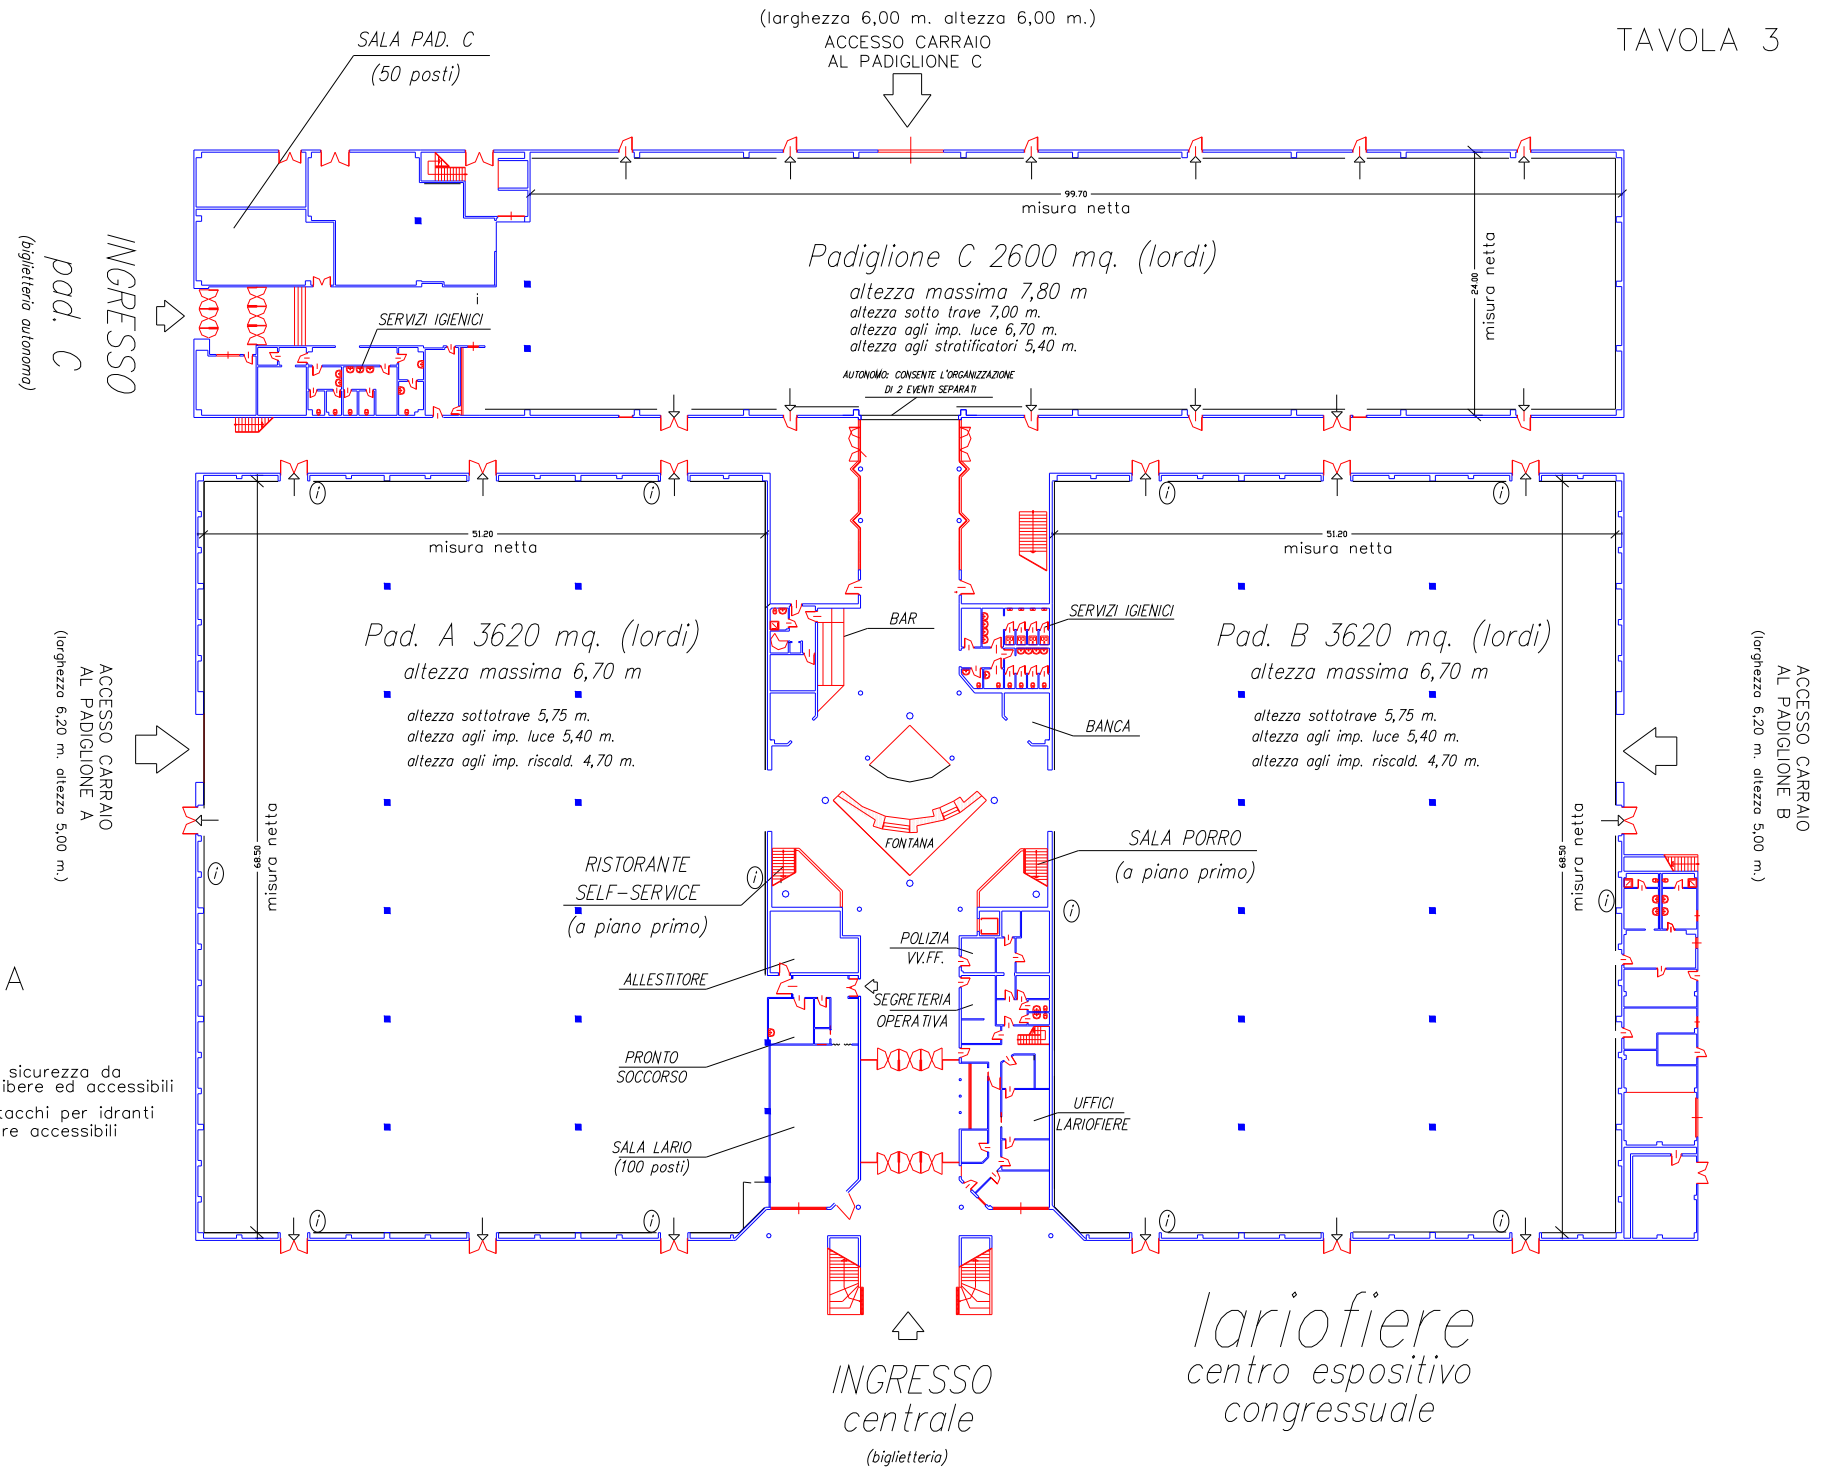 TAVOLA 3
(larghezza 6,00 m. altezza 6,00 m.)
ACCESSO CARRAIO
AL PADIGLIONE C
SALA PAD. C
(50 posti)
99.70
misura netta
24.00
misura netta
Padiglione C 2600 mq. (lordi)
altezza massima 7,80 m
altezza sotto trave 7,00 m.
altezza agli imp. luce 6,70 m.
altezza agli stratificatori 5,40 m.
AUTONOMO: CONSENTE L'ORGANIZZAZIONE
DI 2 EVENTI SEPARATI
INGRESSO
pad. C
(biglietteria autonoma)
i
SERVIZI IGIENICI
i
i
i
i
51.20
misura netta
51.20
misura netta
Pad. A 3620 mq. (lordi)
altezza massima 6,70 m
altezza sottotrave 5,75 m.
altezza agli imp. luce 5,40 m.
altezza agli imp. riscald. 4,70 m.
BAR
SERVIZI IGIENICI
BANCA
Pad. B 3620 mq. (lordi)
altezza massima 6,70 m
altezza sottotrave 5,75 m.
altezza agli imp. luce 5,40 m.
altezza agli imp. riscald. 4,70 m.
ACCESSO CARRAIO
AL PADIGLIONE A
(larghezza 6,20 m. altezza 5,00 m.)
ACCESSO CARRAIO
AL PADIGLIONE B
(larghezza 6,20 m. altezza 5,00 m.)
68.50
misura netta
68.50
misura netta
FONTANA
i
i
i
i
RISTORANTE
SELF-SERVICE
(a piano primo)
SALA PORRO
(a piano primo)
ALLESTITORE
POLIZIA
VV.FF.
SEGRETERIA
OPERATIVA
PRONTO
SOCCORSO
UFFICI
LARIOFIERE
SALA LARIO
(100 posti)
A
sicurezza da
ibere ed accessibili
tacchi per idranti
re accessibili
i
i
i
i
INGRESSO
centrale
(biglietteria)
lariofiere
centro espositivo
congressuale